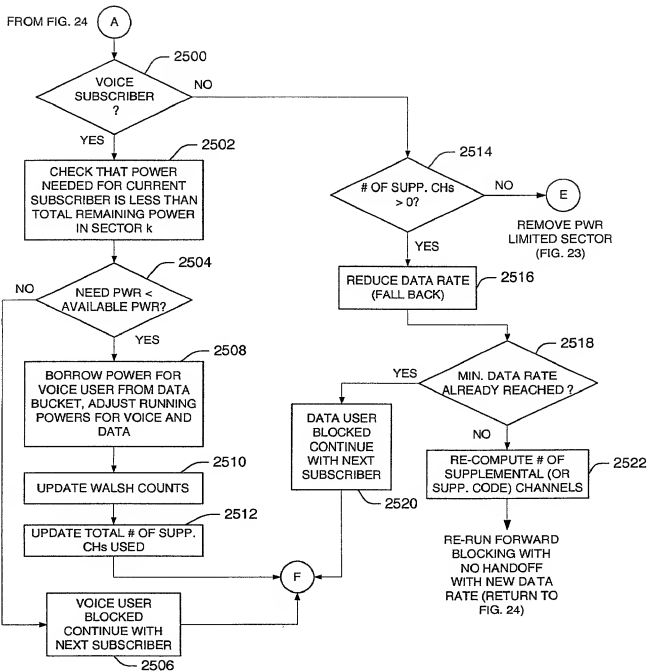 FROM FIG. 24
A
2500
VOICE
SUBSCRIBER
?
NO
YES
2502
CHECK THAT POWER
NEEDED FOR CURRENT
SUBSCRIBER IS LESS THAN
TOTAL REMAINING POWER
IN SECTOR k
2504
NO
NEED PWR <
AVAILABLE PWR?
YES
2508
BORROW POWER FOR
VOICE USER FROM DATA
BUCKET, ADJUST RUNNING
POWERS FOR VOICE AND
DATA
2510
UPDATE WALSH COUNTS
2512
UPDATE TOTAL # OF SUPP.
CHs USED
VOICE USER
BLOCKED
CONTINUE WITH
NEXT SUBSCRIBER
2506
F
2514
# OF SUPP. CHs
> 0?
NO
E
REMOVE PWR
LIMITED SECTOR
(FIG. 23)
YES
2516
REDUCE DATA RATE
(FALL BACK)
2518
YES
MIN. DATA RATE
ALREADY REACHED ?
NO
DATA USER
BLOCKED
CONTINUE
WITH NEXT
SUBSCRIBER
2520
RE-COMPUTE # OF
SUPPLEMENTAL (OR
SUPP. CODE) CHANNELS
2522
RE-RUN FORWARD
BLOCKING WITH
NO HANDOFF
WITH NEW DATA
RATE (RETURN TO
FIG. 24)